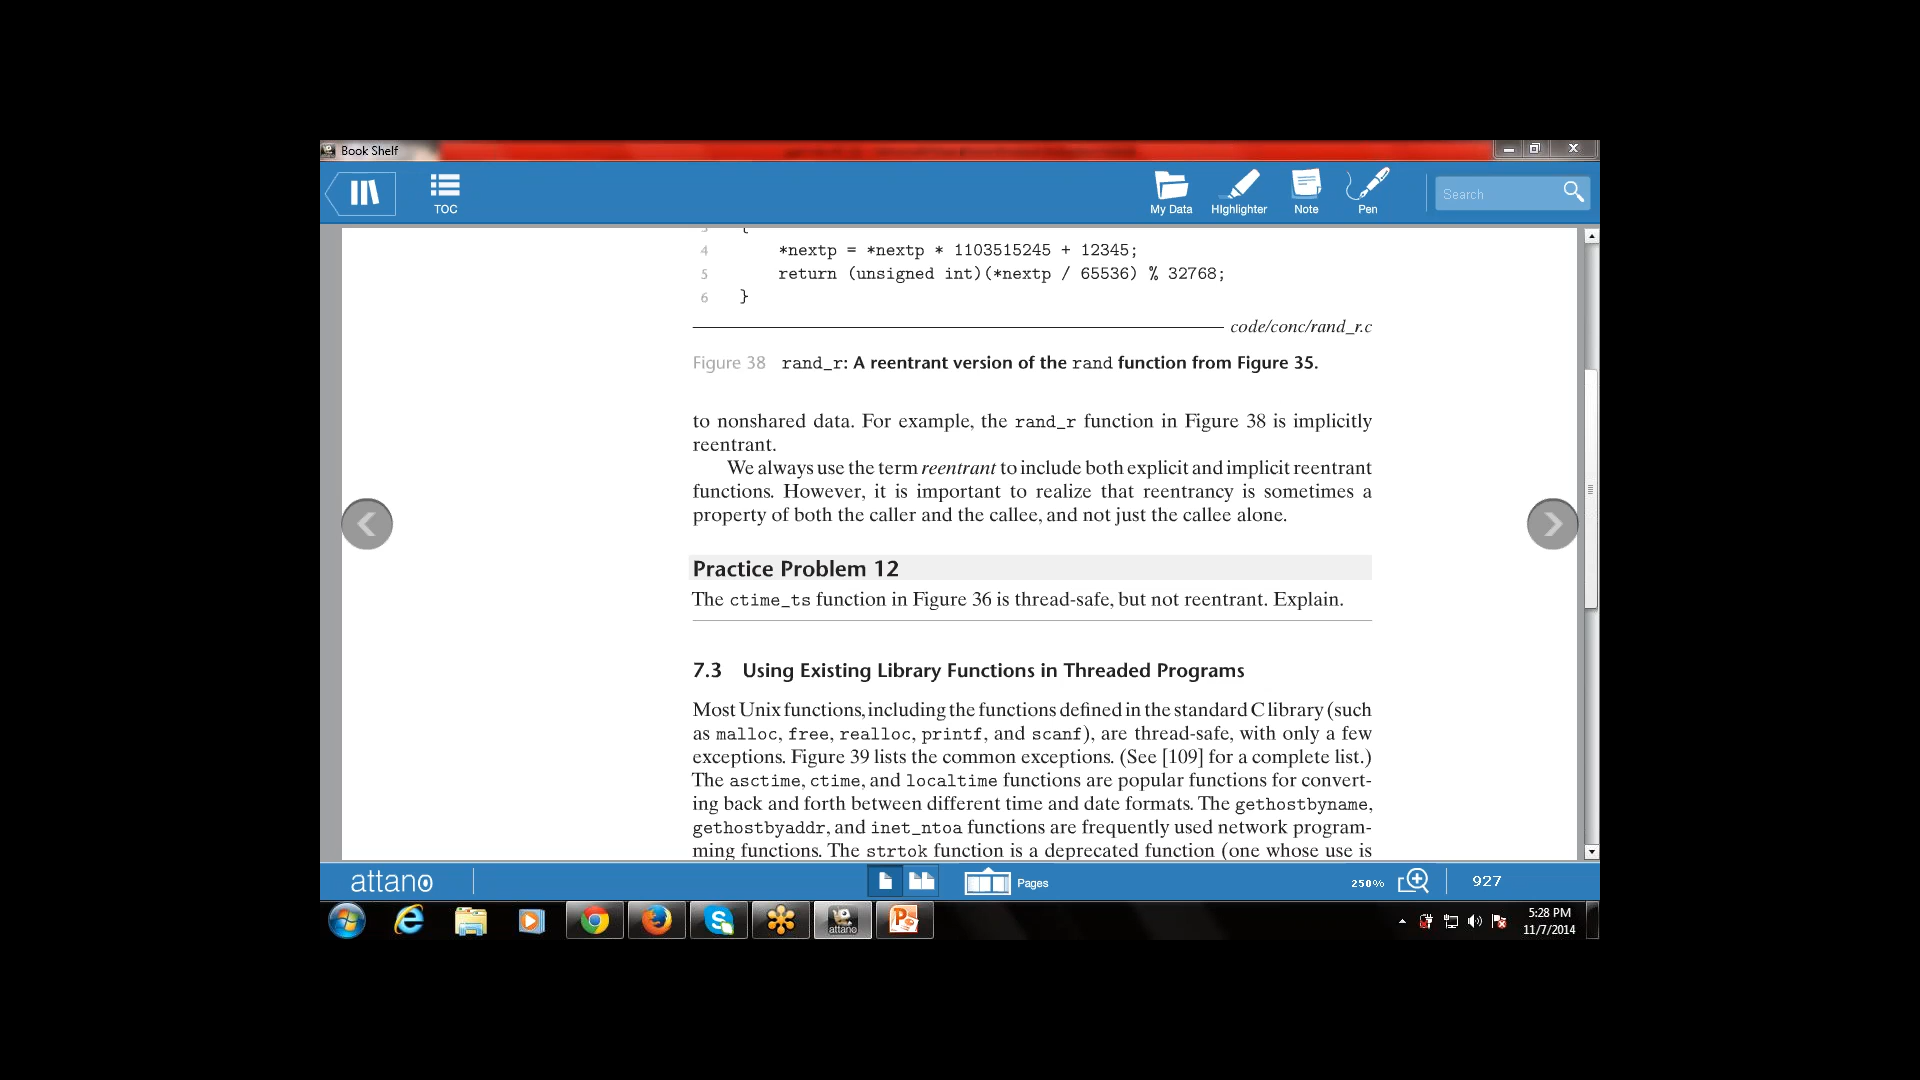 Book Shelf
TOC
My Data
HIghlighter
Note
Pen
Search
{
4 *nextp = *nextp * 1103515245 + 12345;
5 return (unsigned int)(*nextp / 65536) % 32768;
6 }
code/conc/rand_r.c
Figure 38 rand_r: A reentrant version of the rand function from Figure 35.
to nonshared data. For example, the rand_r function in Figure 38 is implicitly
reentrant.
We always use the term reentrant to include both explicit and implicit reentrant
functions. However, it is important to realize that reentrancy is sometimes a
property of both the caller and the callee, and not just the callee alone.
Practice Problem 12
The ctime_ts function in Figure 36 is thread-safe, but not reentrant. Explain.
7.3 Using Existing Library Functions in Threaded Programs
Most Unix functions, including the functions defined in the standard C library (such
as malloc, free, realloc, printf, and scanf), are thread-safe, with only a few
exceptions. Figure 39 lists the common exceptions. (See [109] for a complete list.)
The asctime, ctime, and localtime functions are popular functions for convert-
ing back and forth between different time and date formats. The gethostbyname,
gethostbyaddr, and inet_ntoa functions are frequently used network program-
ming functions. The strtok function is a deprecated function (one whose use is
attano
Pages
250%
927
attano
5:28 PM
11/7/2014